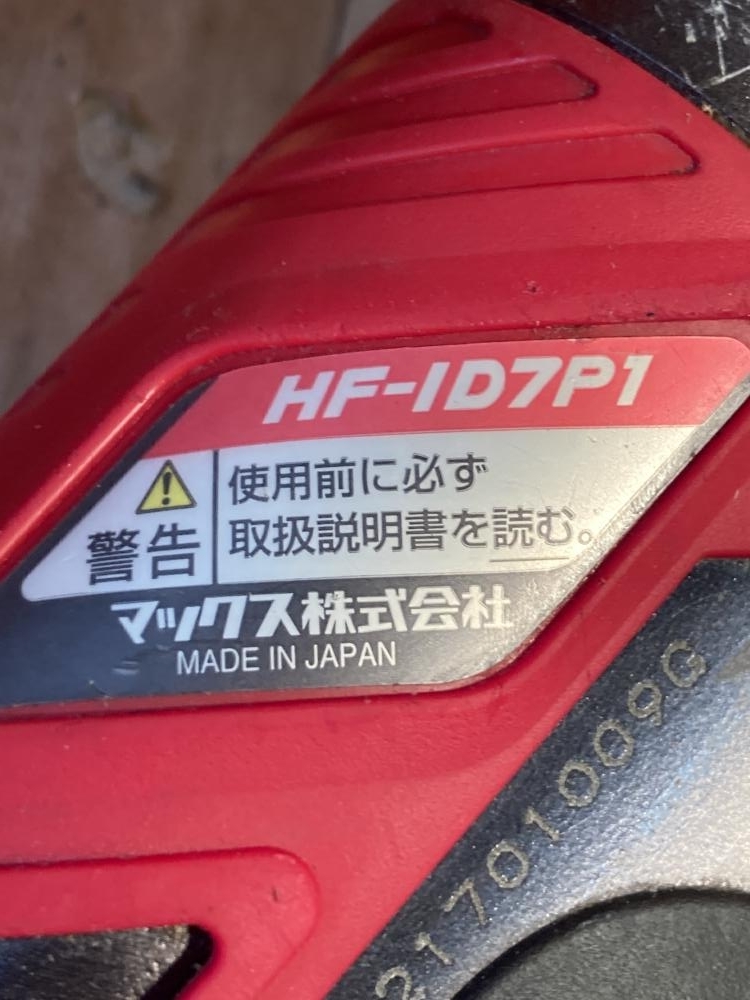 HF-ID7P1
警告
使用前に必ず
取扱説明書を読む。
マックス株式会社
MADE IN JAPAN
21701009G